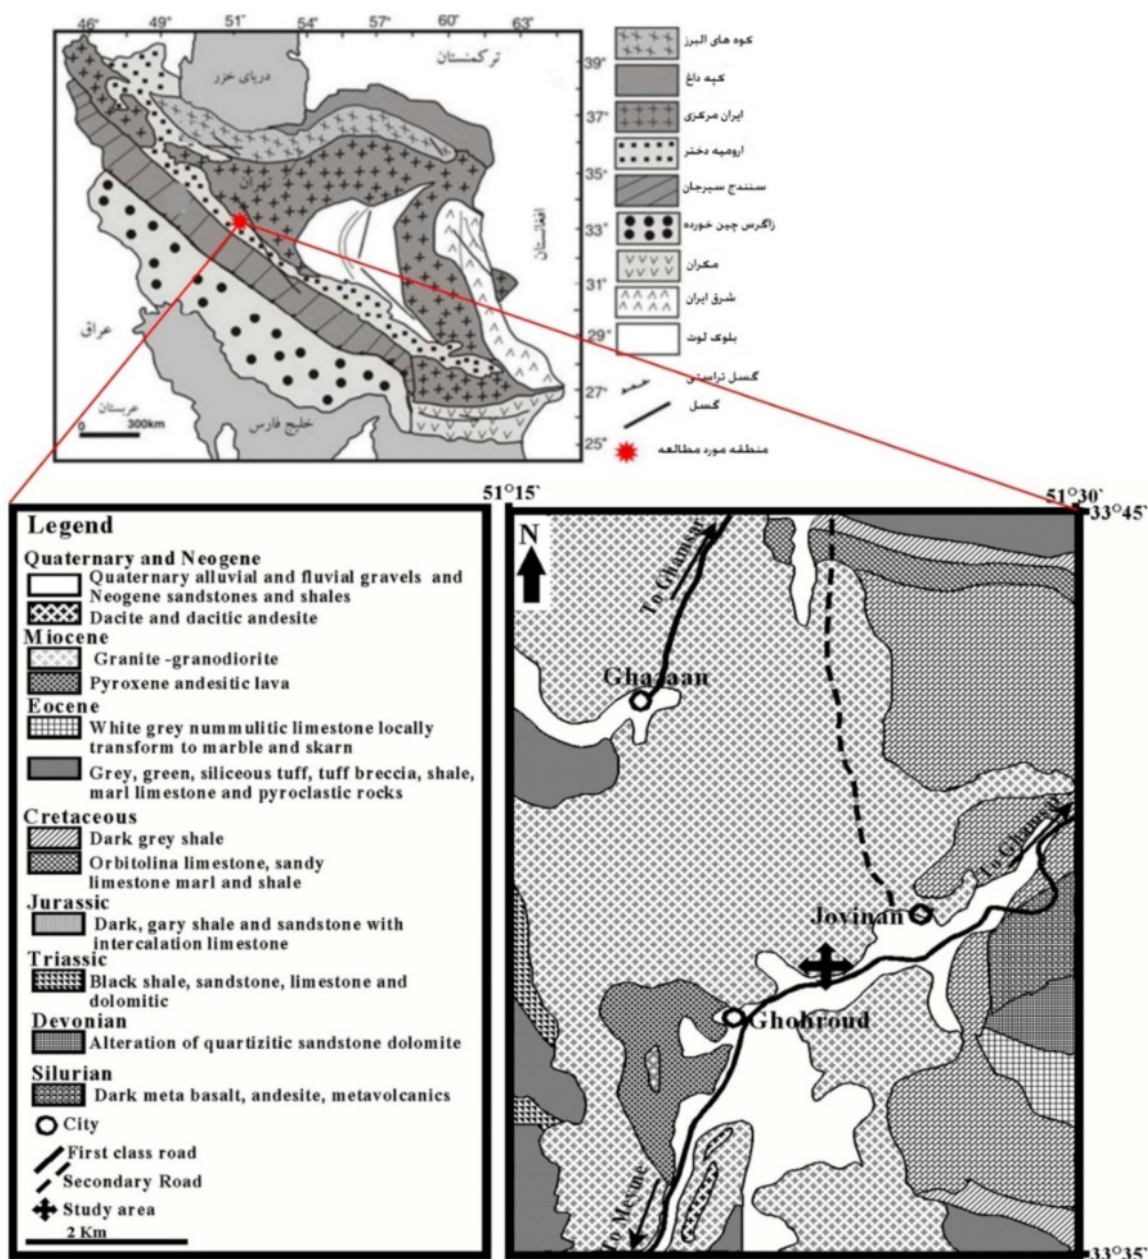 46° 49° 51° 54° 57° 60° 63°
39°
37°
35°
33°
31°
29°
27°
25°
ترکمنستان
دریای خزر
تهران
افغانستان
عراق
عربستان
خلیج فارس
0 300km
کوه های البرز
کپه داغ
ایران مرکزی
ارومیه دختر
سنندج سیرجان
زاگرس چین خورده
مکران
شرق ایران
بلوک لوت
گسل تراستی
گسل
منطقه مورد مطالعه
Legend
Quaternary and Neogene
Quaternary alluvial and fluvial gravels and
Neogene sandstones and shales
Dacite and dacitic andesite
Miocene
Granite -granodiorite
Pyroxene andesitic lava
Eocene
White grey nummulitic limestone locally
transform to marble and skarn
Grey, green, siliceous tuff, tuff breccia, shale,
marl limestone and pyroclastic rocks
Cretaceous
Dark grey shale
Orbitolina limestone, sandy
limestone marl and shale
Jurassic
Dark, gary shale and sandstone with
intercalation limestone
Triassic
Black shale, sandstone, limestone and
dolomitic
Devonian
Alteration of quartizitic sandstone dolomite
Silurian
Dark meta basalt, andesite, metavolcanics
City
First class road
Secondary Road
Study area
2 Km
51°15`
51°30`
33°45`
N
To Ghamsar
Ghazaan
To Ghamsar
Jovinan
Ghohroud
To Meyme
33°35`